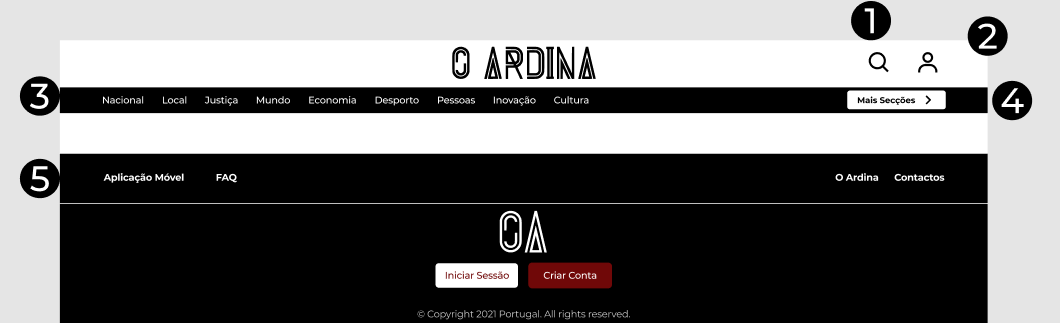 1
2
O ARDINA
3
Nacional Local Justiça Mundo Economia Desporto Pessoas Inovação Cultura Mais Secções
4
5
Aplicação Móvel FAQ O Ardina Contactos
OA
Iniciar Sessão Criar Conta
© Copyright 2021 Portugal. All rights reserved.